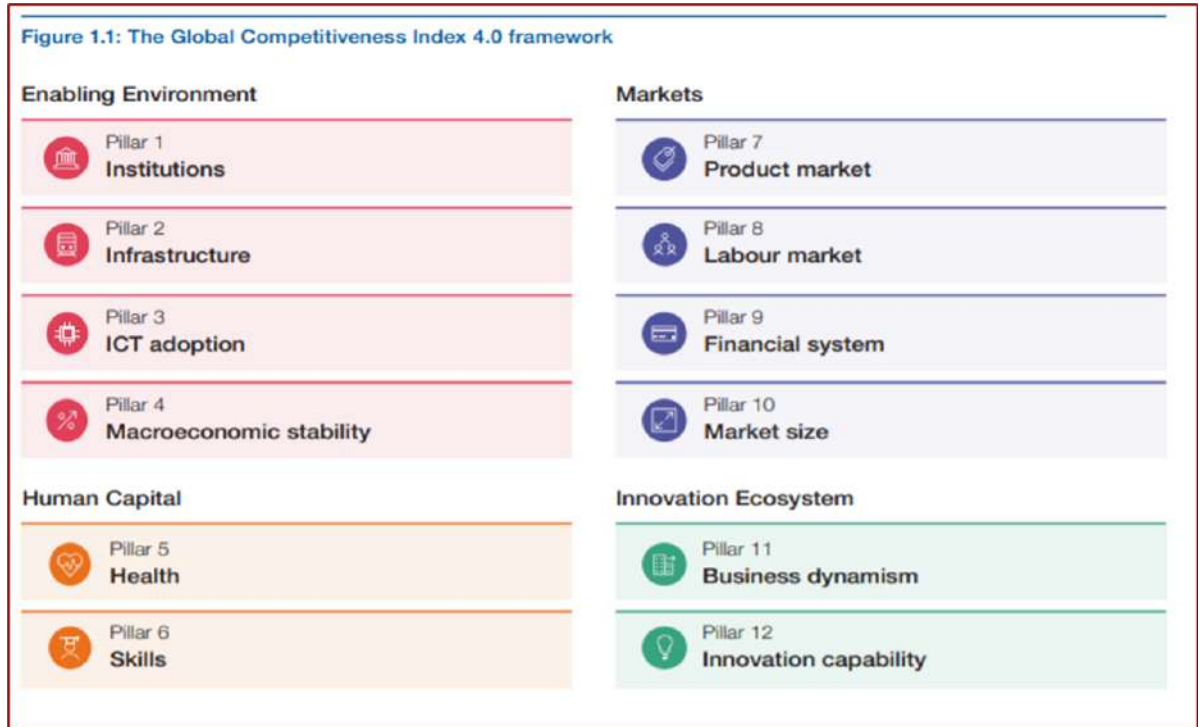 Figure 1.1: The Global Competitiveness Index 4.0 framework
Enabling Environment
Pillar 1
Institutions
Pillar 2
Infrastructure
Pillar 3
ICT adoption
Pillar 4
Macroeconomic stability
Human Capital
Pillar 5
Health
Pillar 6
Skills
Markets
Pillar 7
Product market
Pillar 8
Labour market
Pillar 9
Financial system
Pillar 10
Market size
Innovation Ecosystem
Pillar 11
Business dynamism
Pillar 12
Innovation capability